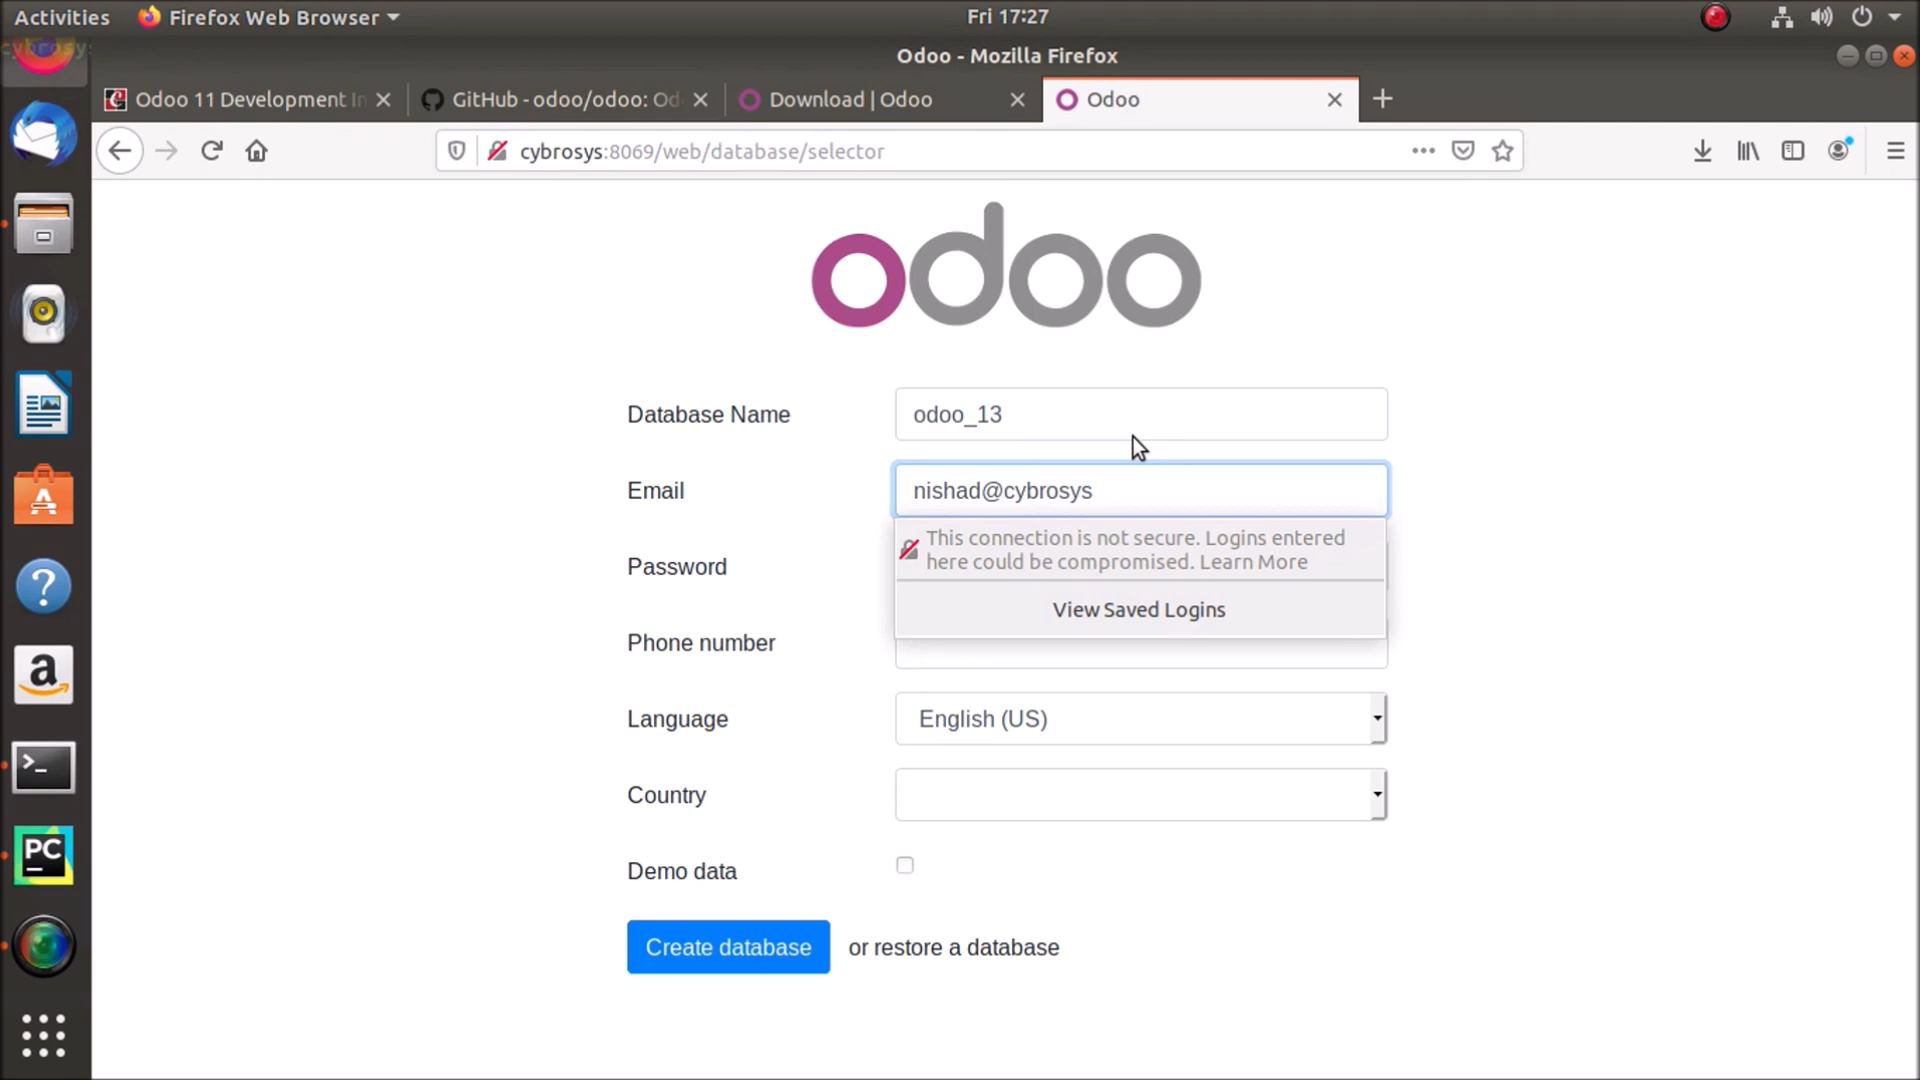 Activities
Firefox Web Browser
Fri 17:27
cybrosys
Odoo - Mozilla Firefox
Odoo 11 Development In
GitHub - odoo/odoo: Od
Download | Odoo
Odoo
cybrosys:8069/web/database/selector
odoo
Database Name
odoo_13
Email
nishad@cybrosys
This connection is not secure. Logins entered
here could be compromised. Learn More
Password
View Saved Logins
Phone number
Language
English (US)
Country
Demo data
Create database
or restore a database
A
?
a
>_
PC